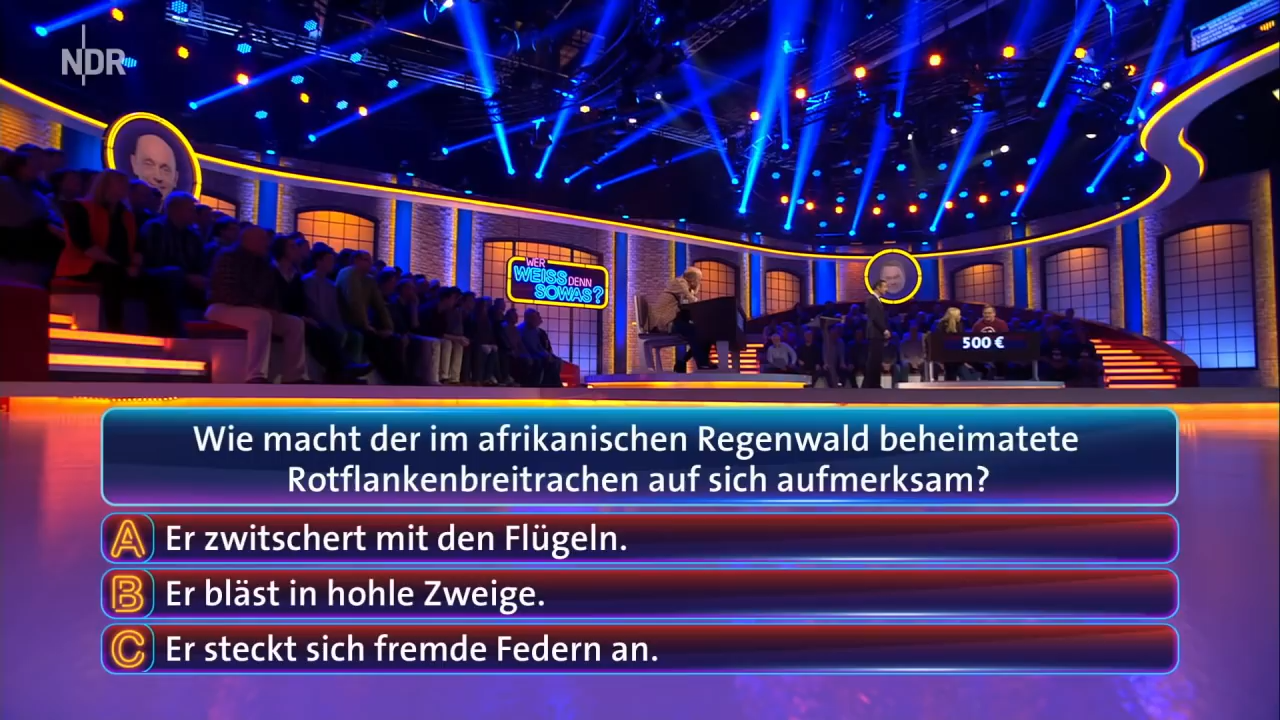 NDR
WER
WEISS DENN
SOWAS?
500 €
Wie macht der im afrikanischen Regenwald beheimatete
Rotflankenbreitrachen auf sich aufmerksam?
A Er zwitschert mit den Flügeln.
B Er bläst in hohle Zweige.
C Er steckt sich fremde Federn an.